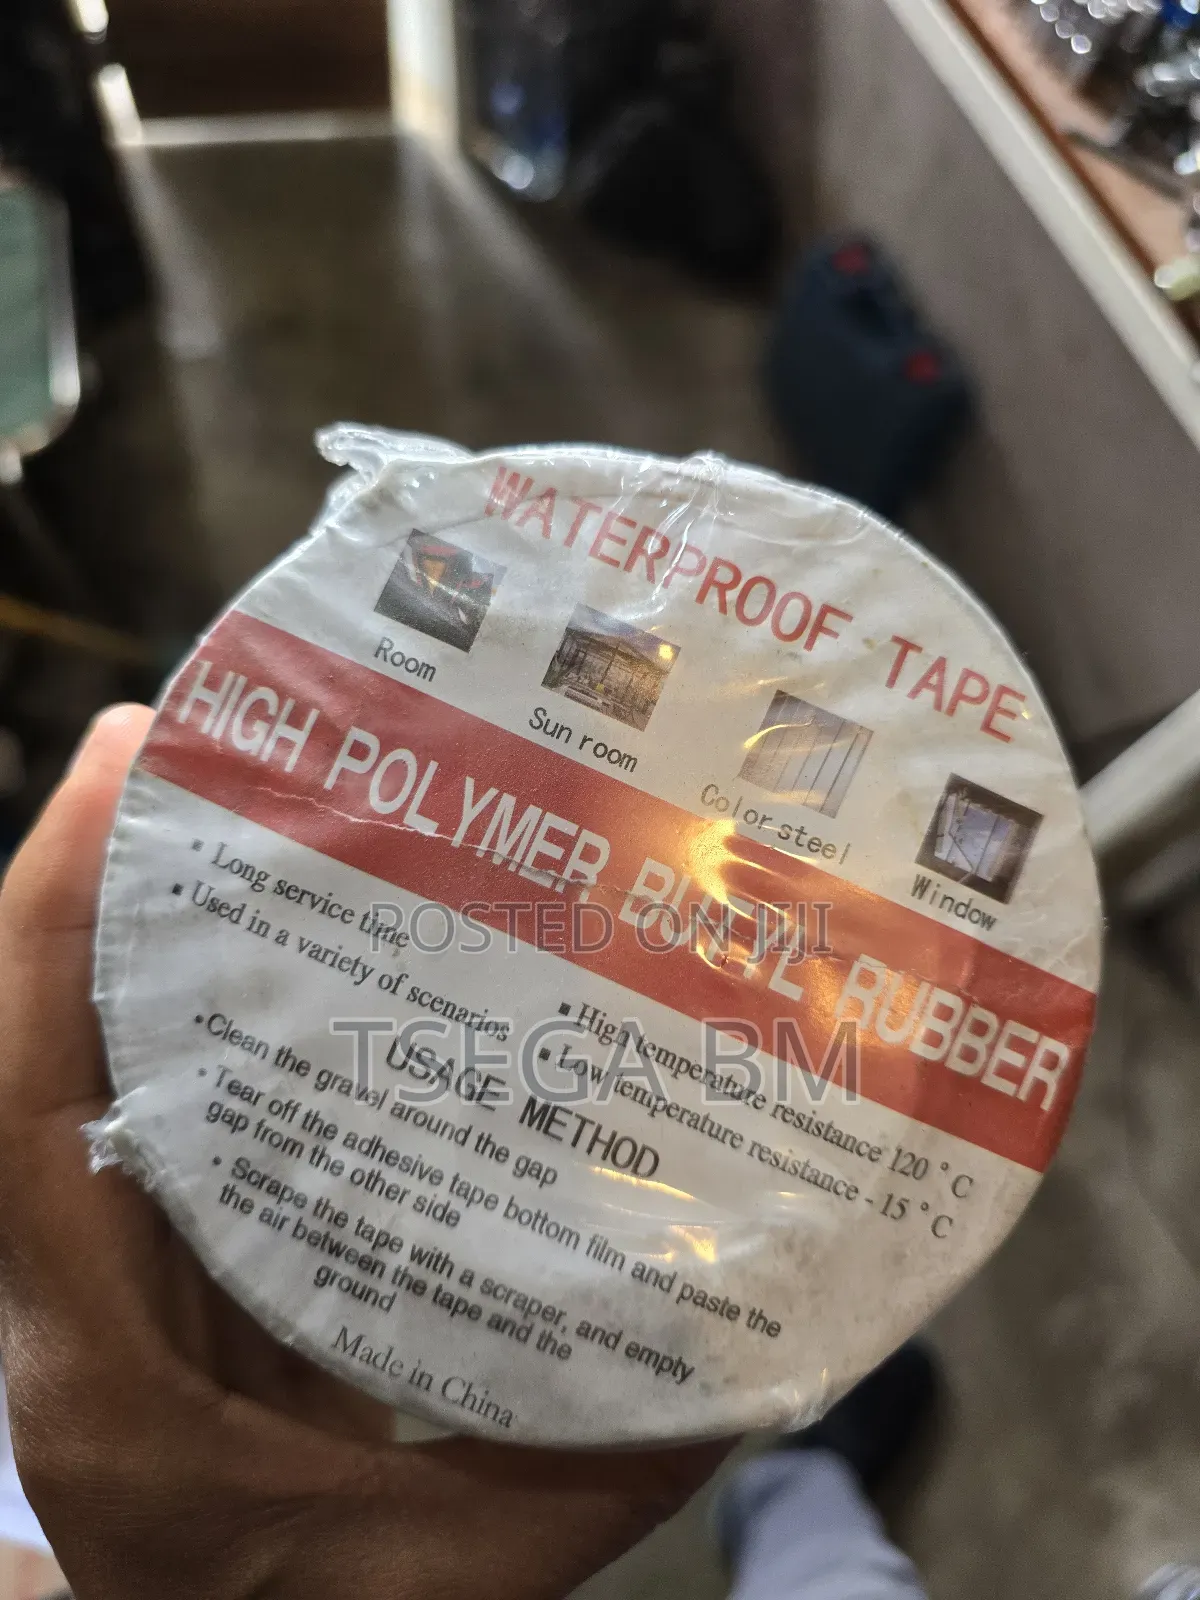 WATERPROOF TAPE
Room
Sun room
Color steel
Window
HIGH POLYMER BUTYL RUBBER
▪ Long service time
▪ Used in a variety of scenarios
▪ High temperature resistance 120 °C
▪ Low temperature resistance - 15 °C
USAGE METHOD
• Clean the gravel around the gap
• Tear off the adhesive tape bottom film and paste the
gap from the other side
• Scrape the tape with a scraper, and empty
the air between the tape and the
ground
Made in China
POSTED ON JIJI
TSEGA BM